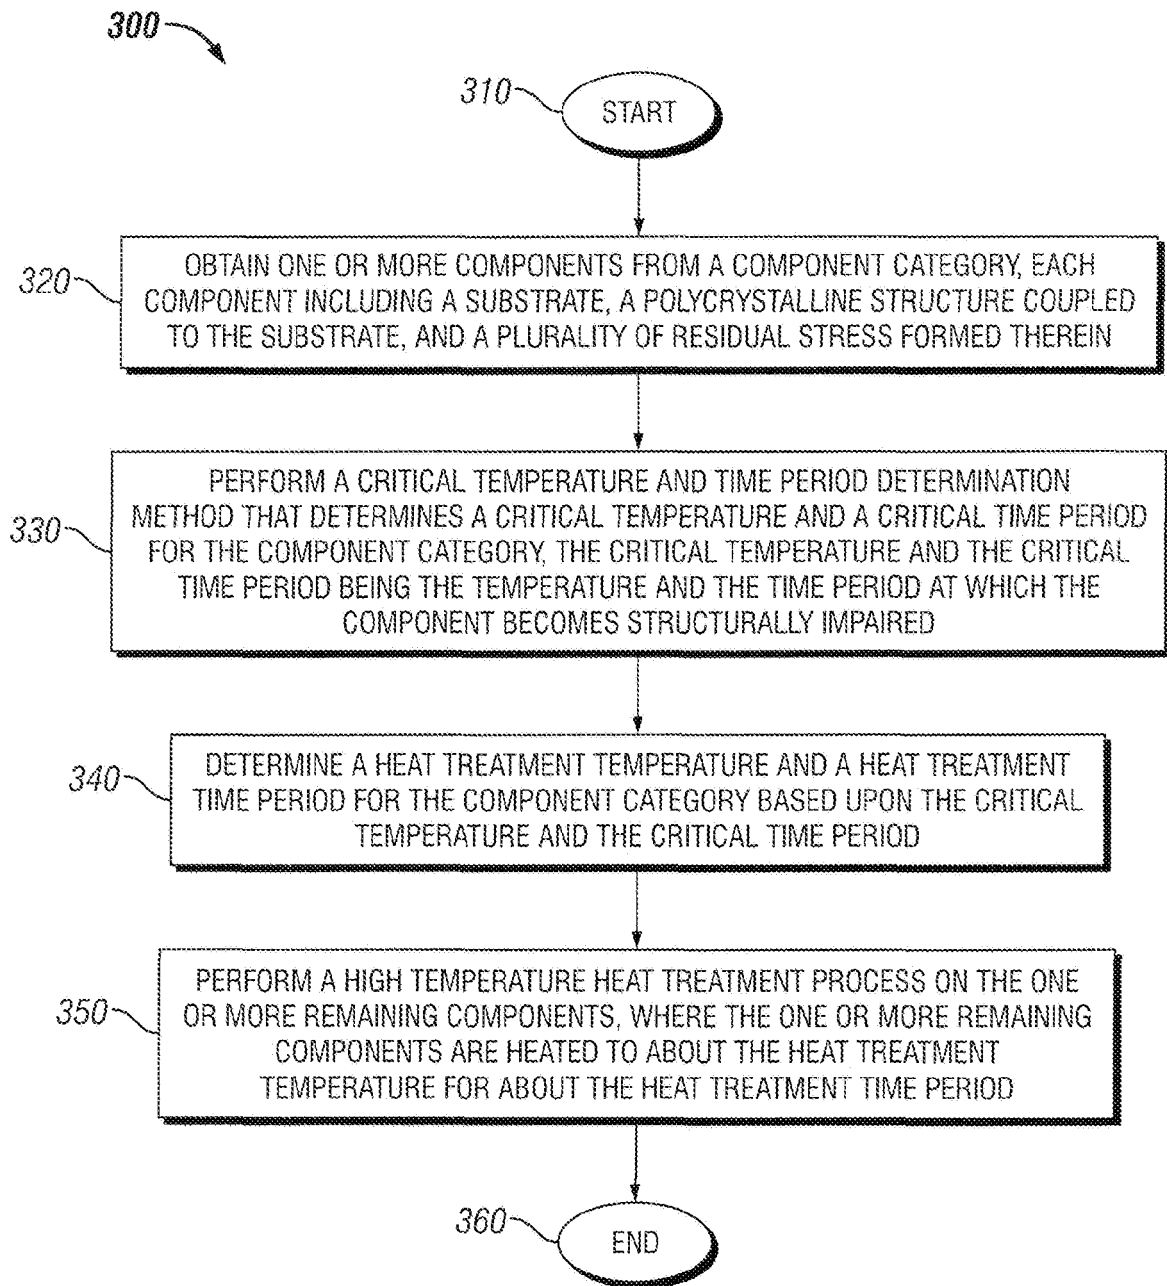 300
310
START
320
OBTAIN ONE OR MORE COMPONENTS FROM A COMPONENT CATEGORY, EACH
COMPONENT INCLUDING A SUBSTRATE, A POLYCRYSTALLINE STRUCTURE COUPLED
TO THE SUBSTRATE, AND A PLURALITY OF RESIDUAL STRESS FORMED THEREIN
330
PERFORM A CRITICAL TEMPERATURE AND TIME PERIOD DETERMINATION
METHOD THAT DETERMINES A CRITICAL TEMPERATURE AND A CRITICAL TIME PERIOD
FOR THE COMPONENT CATEGORY, THE CRITICAL TEMPERATURE AND THE CRITICAL
TIME PERIOD BEING THE TEMPERATURE AND THE TIME PERIOD AT WHICH THE
COMPONENT BECOMES STRUCTURALLY IMPAIRED
340
DETERMINE A HEAT TREATMENT TEMPERATURE AND A HEAT TREATMENT
TIME PERIOD FOR THE COMPONENT CATEGORY BASED UPON THE CRITICAL
TEMPERATURE AND THE CRITICAL TIME PERIOD
350
PERFORM A HIGH TEMPERATURE HEAT TREATMENT PROCESS ON THE ONE
OR MORE REMAINING COMPONENTS, WHERE THE ONE OR MORE REMAINING
COMPONENTS ARE HEATED TO ABOUT THE HEAT TREATMENT
TEMPERATURE FOR ABOUT THE HEAT TREATMENT TIME PERIOD
360
END